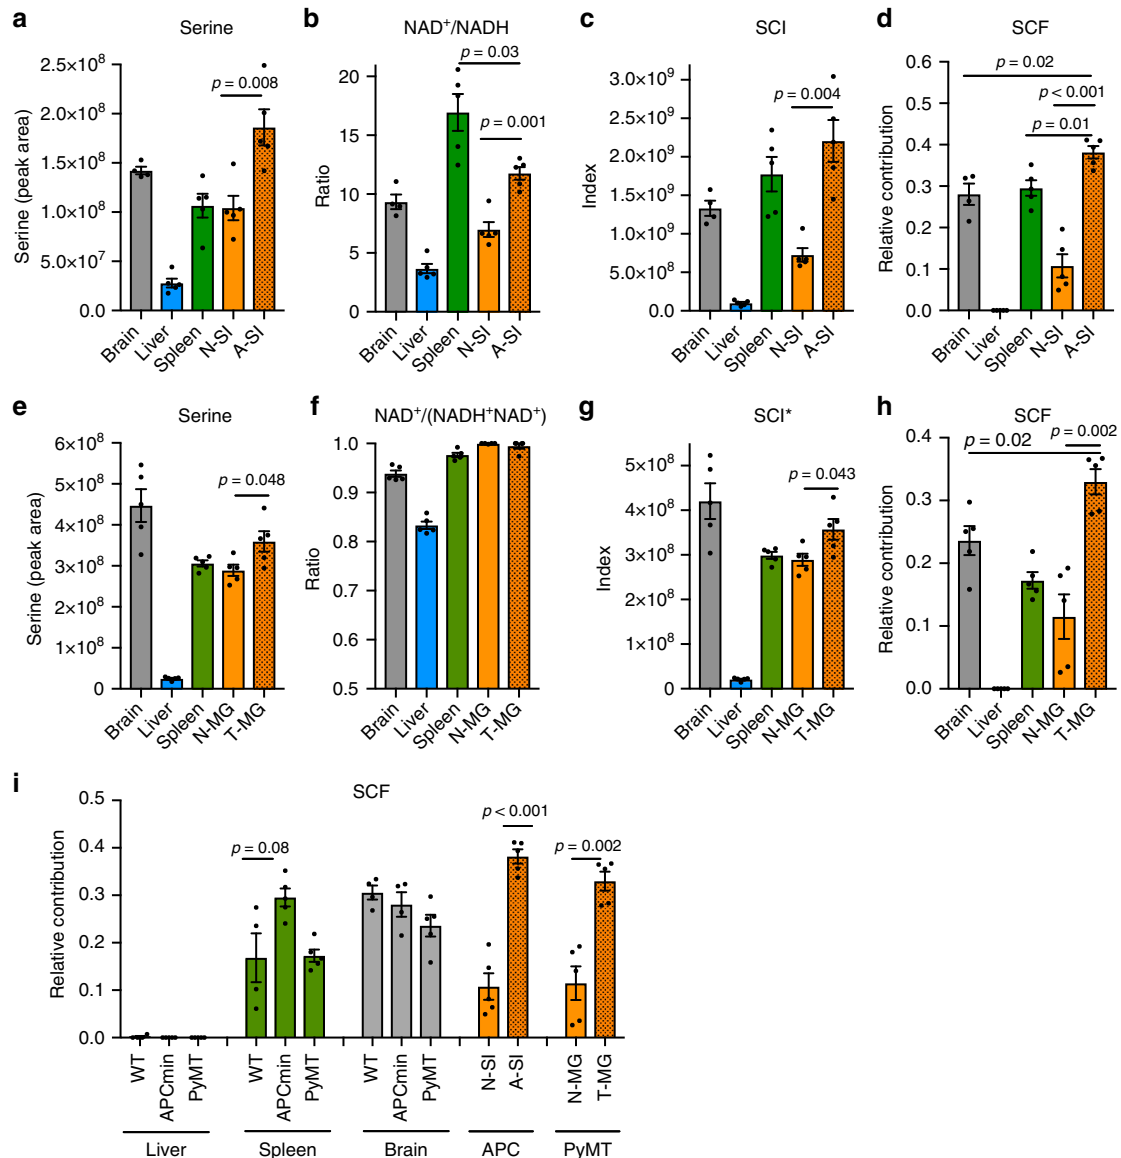 a
Serine
Serine (peak area)
2.5×10⁸
2.0×10⁸
1.5×10⁸
1.0×10⁸
5.0×10⁷
0.0
p = 0.008
Brain
Liver
Spleen
N-SI
A-SI
b
NAD⁺/NADH
Ratio
20
15
10
5
0
p = 0.03
p = 0.001
Brain
Liver
Spleen
N-SI
A-SI
c
SCI
Index
3.0×10⁹
2.5×10⁹
2.0×10⁹
1.5×10⁹
1.0×10⁹
5.0×10⁸
0.0
p = 0.004
Brain
Liver
Spleen
N-SI
A-SI
d
SCF
Relative contribution
0.6
0.5
0.4
0.3
0.2
0.1
0.0
p = 0.02
p < 0.001
p = 0.01
Brain
Liver
Spleen
N-SI
A-SI
e
Serine
Serine (peak area)
6×10⁸
5×10⁸
4×10⁸
3×10⁸
2×10⁸
1×10⁸
0
p = 0.048
Brain
Liver
Spleen
N-MG
T-MG
f
NAD⁺/(NADH⁺NAD⁺)
Ratio
1.0
0.9
0.8
0.7
0.6
0.5
Brain
Liver
Spleen
N-MG
T-MG
g
SCI*
Index
5×10⁸
4×10⁸
3×10⁸
2×10⁸
1×10⁸
0
p = 0.043
Brain
Liver
Spleen
N-MG
T-MG
h
SCF
Relative contribution
0.4
0.3
0.2
0.1
0.0
p = 0.02
p = 0.002
Brain
Liver
Spleen
N-MG
T-MG
i
SCF
Relative contribution
0.5
0.4
0.3
0.2
0.1
0.0
p = 0.08
p < 0.001
p = 0.002
WT
APCmin
PyMT
WT
APCmin
PyMT
WT
APCmin
PyMT
N-SI
A-SI
N-MG
T-MG
Liver
Spleen
Brain
APC
PyMT